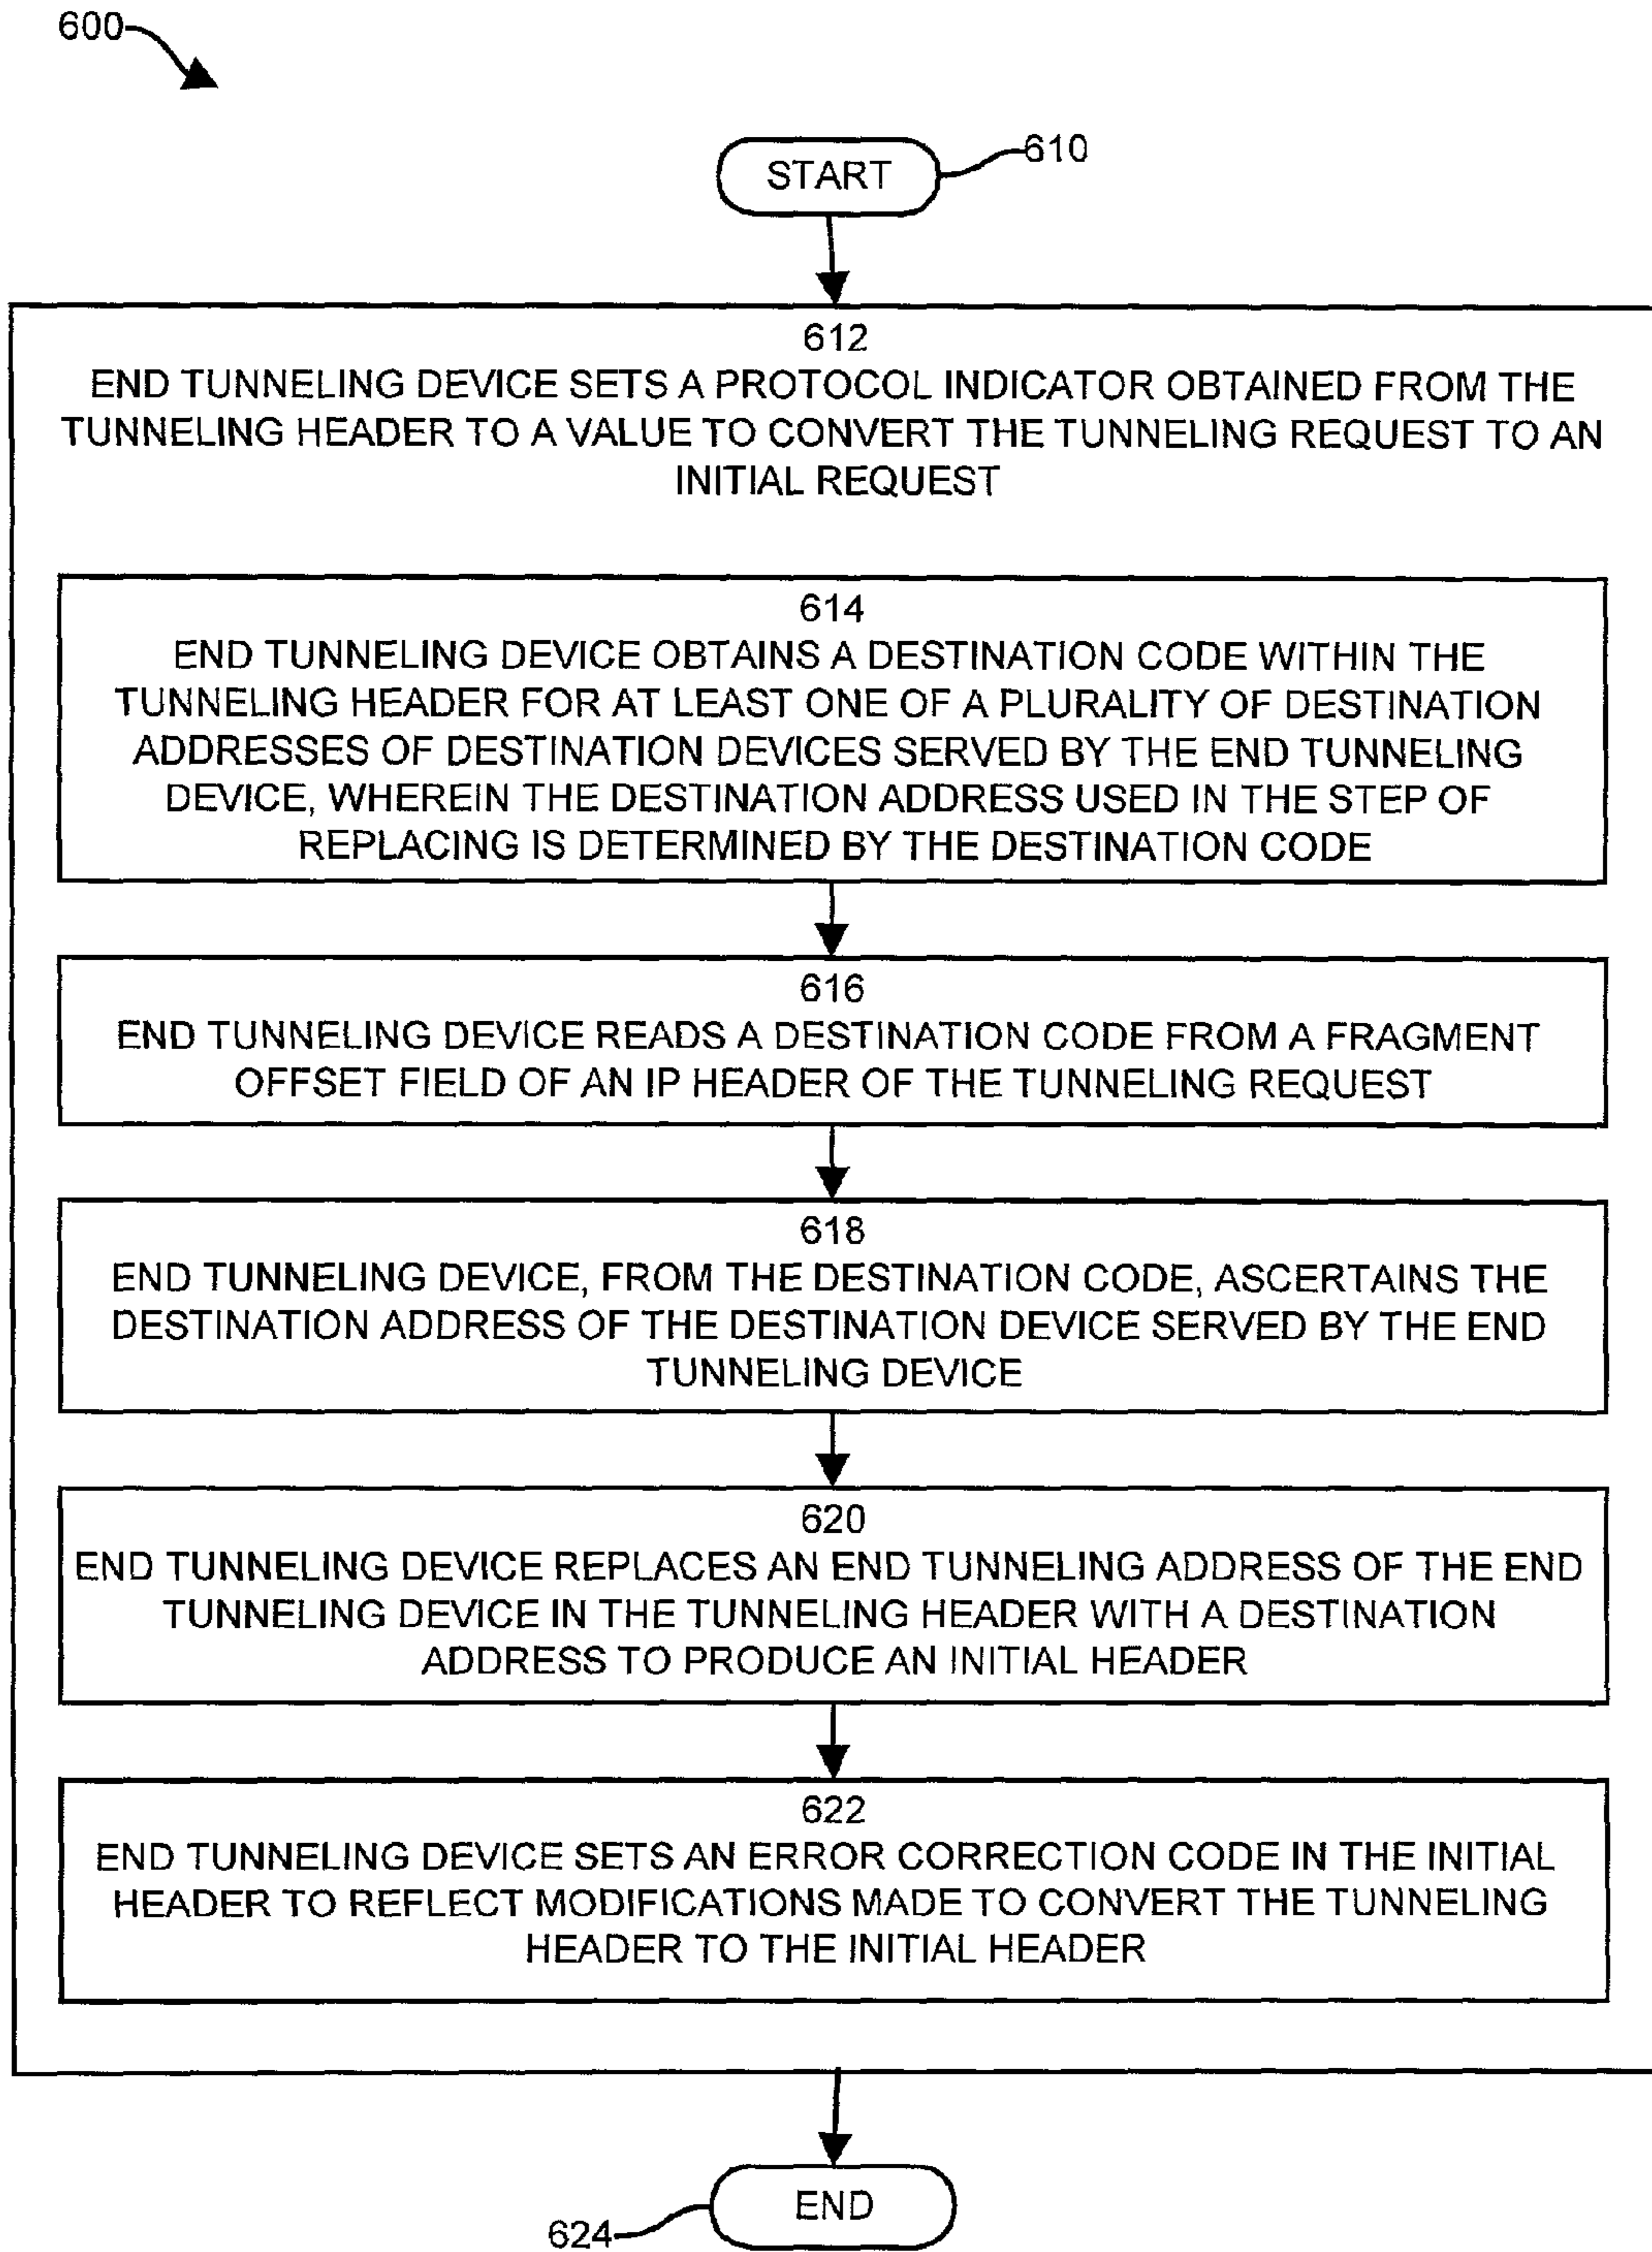 600
START
610
612
END TUNNELING DEVICE SETS A PROTOCOL INDICATOR OBTAINED FROM THE
TUNNELING HEADER TO A VALUE TO CONVERT THE TUNNELING REQUEST TO AN
INITIAL REQUEST
614
END TUNNELING DEVICE OBTAINS A DESTINATION CODE WITHIN THE
TUNNELING HEADER FOR AT LEAST ONE OF A PLURALITY OF DESTINATION
ADDRESSES OF DESTINATION DEVICES SERVED BY THE END TUNNELING
DEVICE, WHEREIN THE DESTINATION ADDRESS USED IN THE STEP OF
REPLACING IS DETERMINED BY THE DESTINATION CODE
616
END TUNNELING DEVICE READS A DESTINATION CODE FROM A FRAGMENT
OFFSET FIELD OF AN IP HEADER OF THE TUNNELING REQUEST
618
END TUNNELING DEVICE, FROM THE DESTINATION CODE, ASCERTAINS THE
DESTINATION ADDRESS OF THE DESTINATION DEVICE SERVED BY THE END
TUNNELING DEVICE
620
END TUNNELING DEVICE REPLACES AN END TUNNELING ADDRESS OF THE END
TUNNELING DEVICE IN THE TUNNELING HEADER WITH A DESTINATION
ADDRESS TO PRODUCE AN INITIAL HEADER
622
END TUNNELING DEVICE SETS AN ERROR CORRECTION CODE IN THE INITIAL
HEADER TO REFLECT MODIFICATIONS MADE TO CONVERT THE TUNNELING
HEADER TO THE INITIAL HEADER
END
624